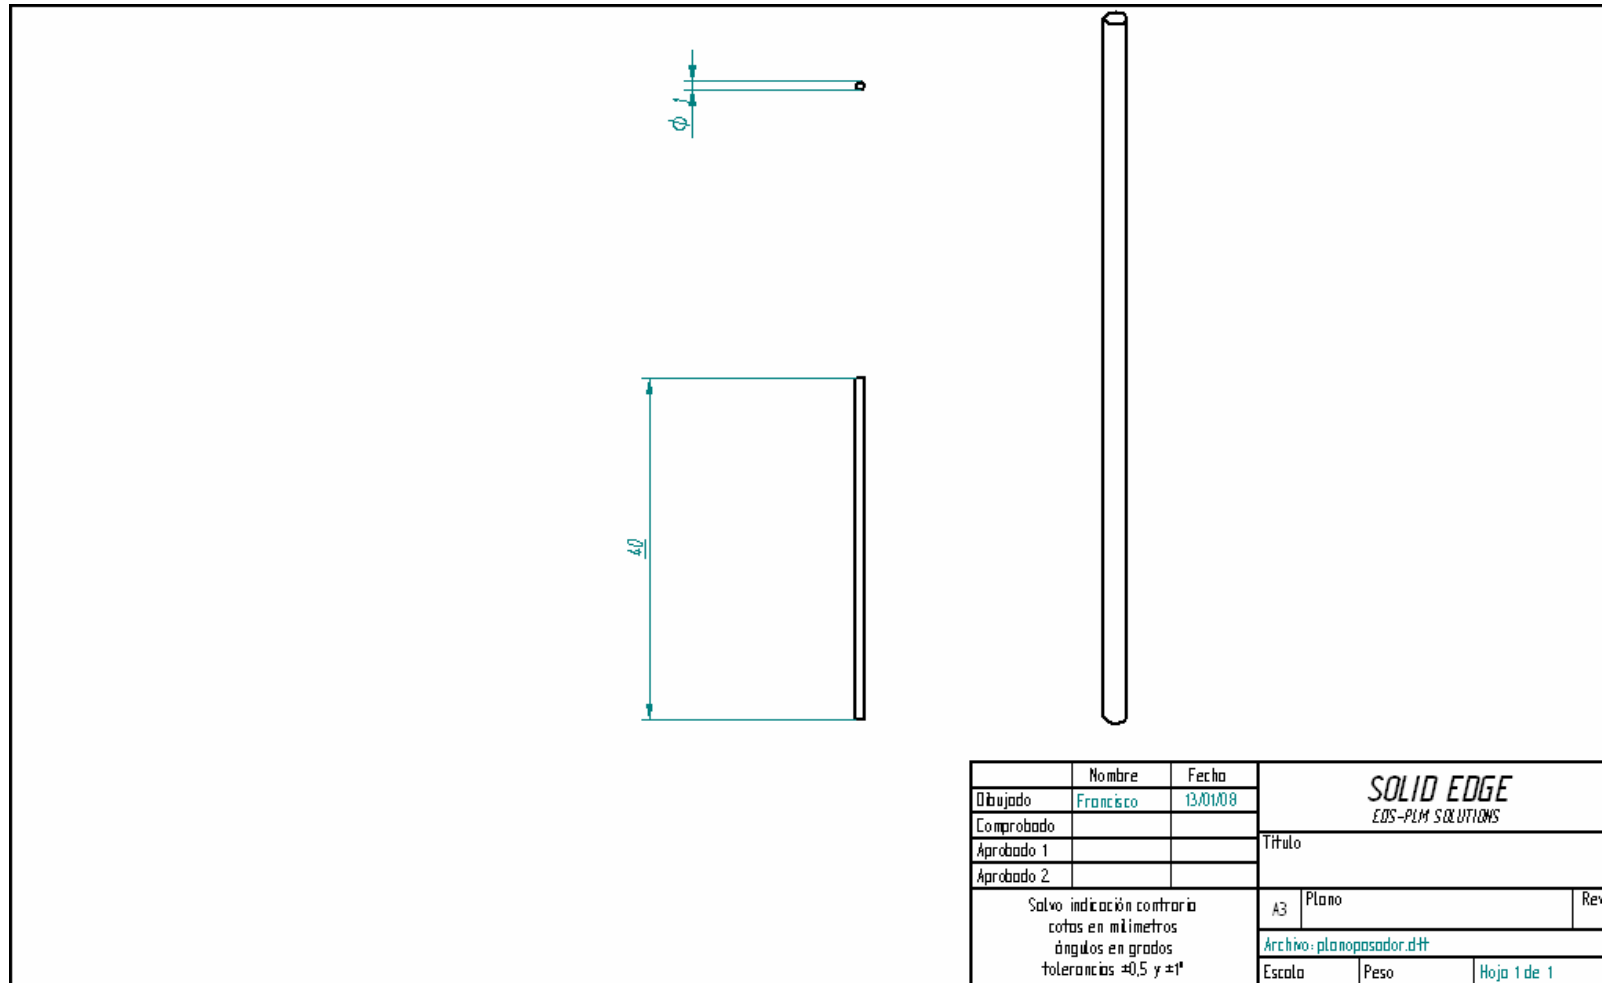 Ø 1
40
Nombre Fecha
Dibujado Francisco 13/01/08
Comprobado
Aprobado 1
Aprobado 2
SOLID EDGE
EDS-PLM SOLUTIONS
Título
Salvo indicación contraria
cotas en milímetros
ángulos en grados
tolerancias ±0,5 y ±1º
A3 Plano Rev
Archivo: planopasador.dft
Escala Peso Hoja 1 de 1